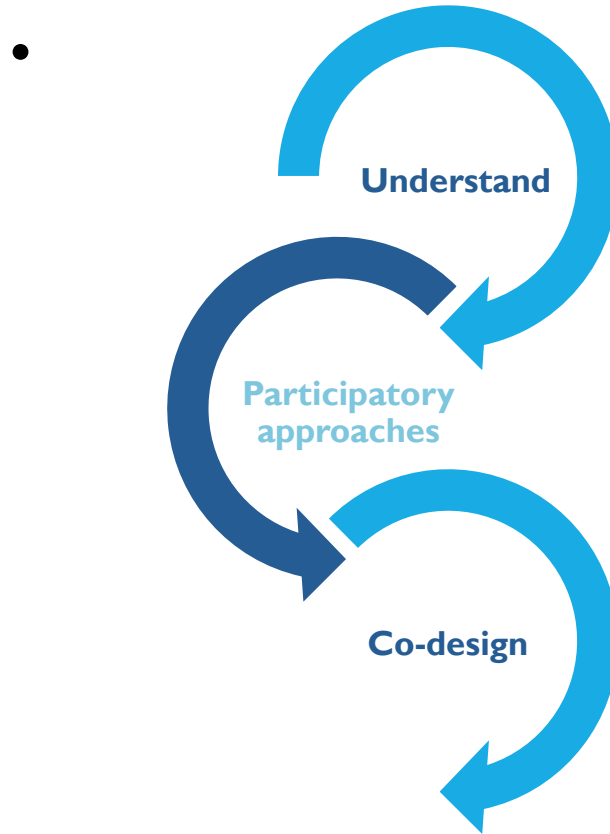 •
Understand
Participatory
approaches
Co-design